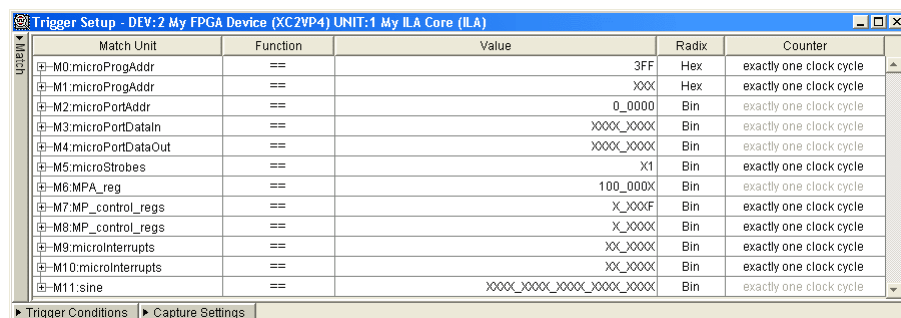 Trigger Setup - DEV:2 My FPGA Device (XC2VP4) UNIT:1 My ILA Core (ILA)
Match
Match Unit Function Value Radix Counter
M0:microProgAddr == 3FF Hex exactly one clock cycle
M1:microProgAddr == XXX Hex exactly one clock cycle
M2:microPortAddr == 0_0000 Bin exactly one clock cycle
M3:microPortDataIn == XXXX_XXXX Bin exactly one clock cycle
M4:microPortDataOut == XXXX_XXXX Bin exactly one clock cycle
M5:microStrobes == X1 Bin exactly one clock cycle
M6:MPA_reg == 100_000X Bin exactly one clock cycle
M7:MP_control_regs == X_XXXF Bin exactly one clock cycle
M8:MP_control_regs == X_XXXX Bin exactly one clock cycle
M9:microInterrupts == XX_XXXX Bin exactly one clock cycle
M10:microInterrupts == XX_XXXX Bin exactly one clock cycle
M11:sine == XXXX_XXXX_XXXX_XXXX_XXXX Bin exactly one clock cycle
Trigger Conditions Capture Settings